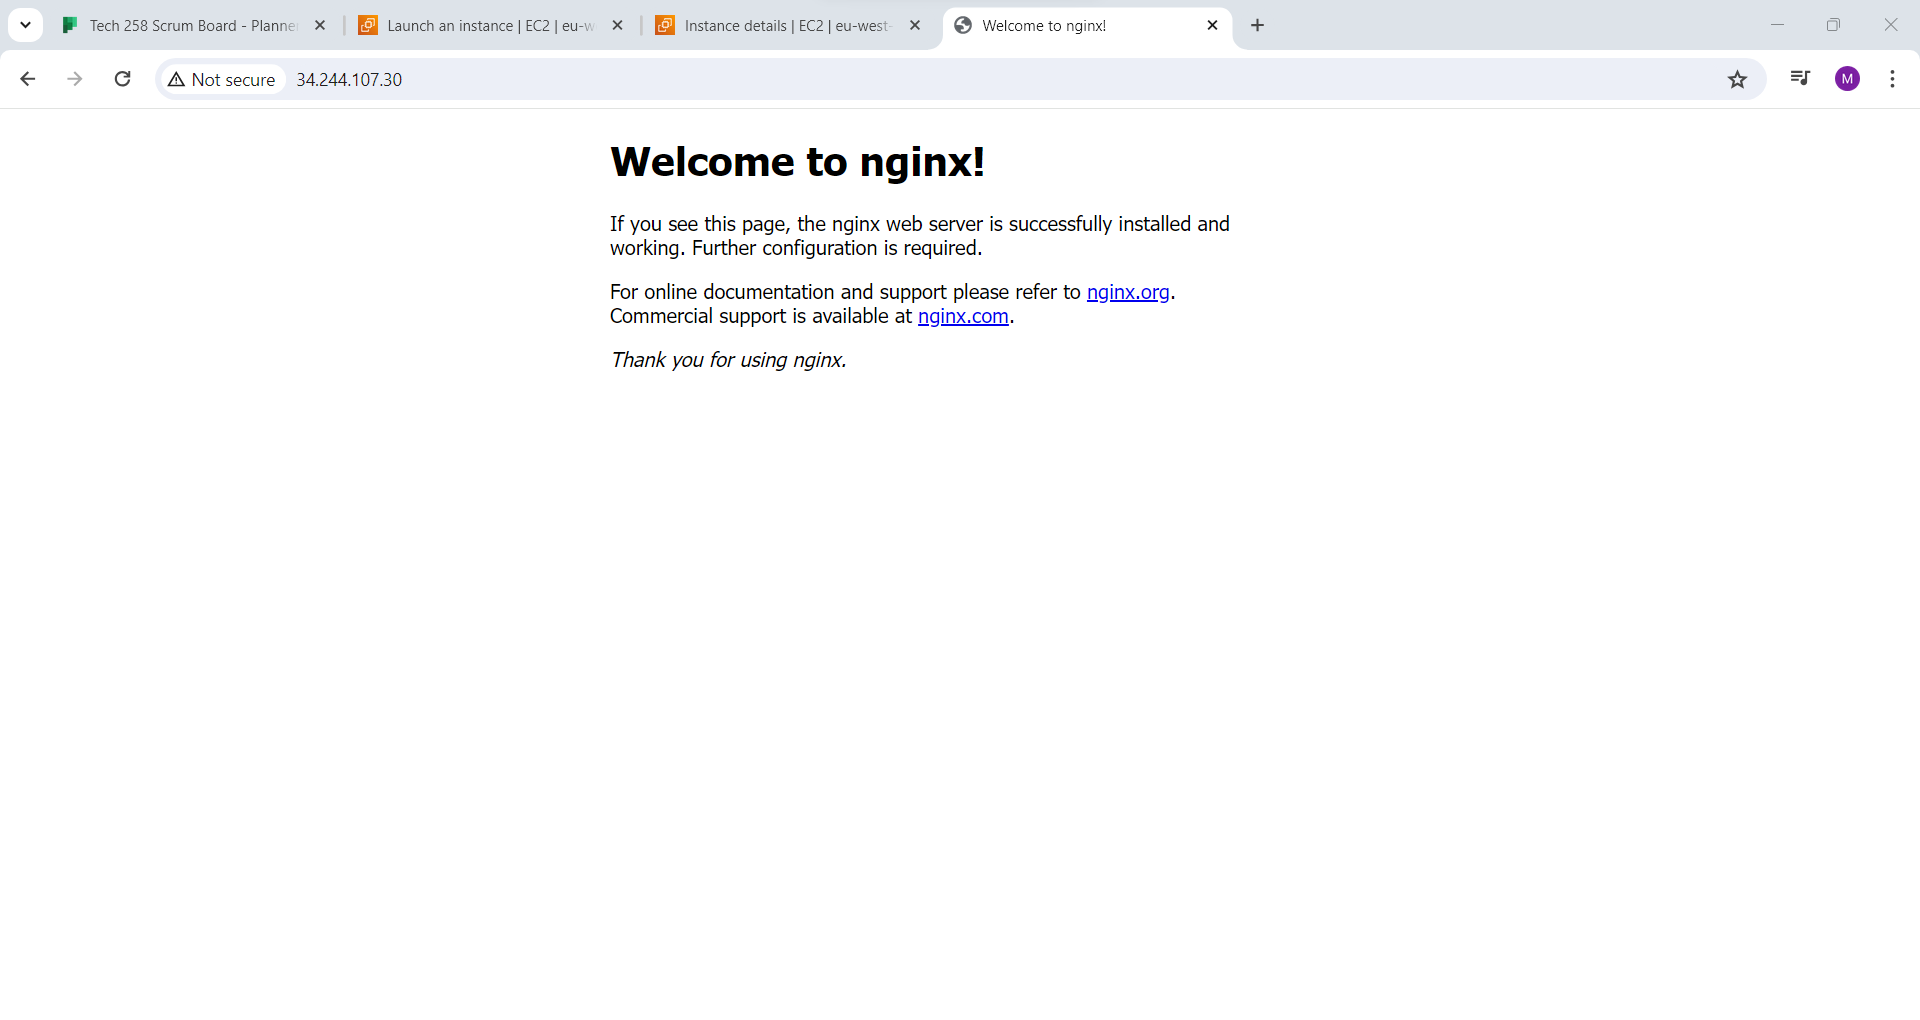 Tech 258 Scrum Board - Planner
Launch an instance | EC2 | eu-w
Instance details | EC2 | eu-west-
Welcome to nginx!
Not secure
34.244.107.30
M
Welcome to nginx!
If you see this page, the nginx web server is successfully installed and
working. Further configuration is required.
For online documentation and support please refer to nginx.org.
Commercial support is available at nginx.com.
Thank you for using nginx.